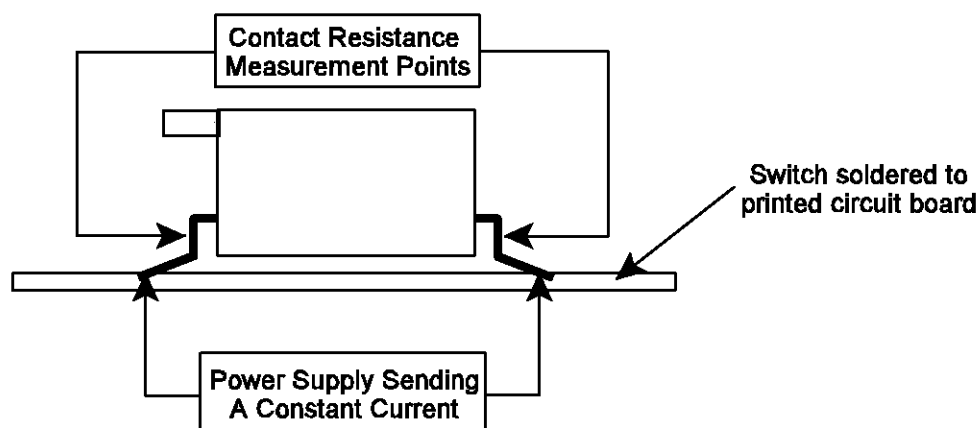 Contact Resistance
Measurement Points
Switch soldered to
printed circuit board
Power Supply Sending
A Constant Current